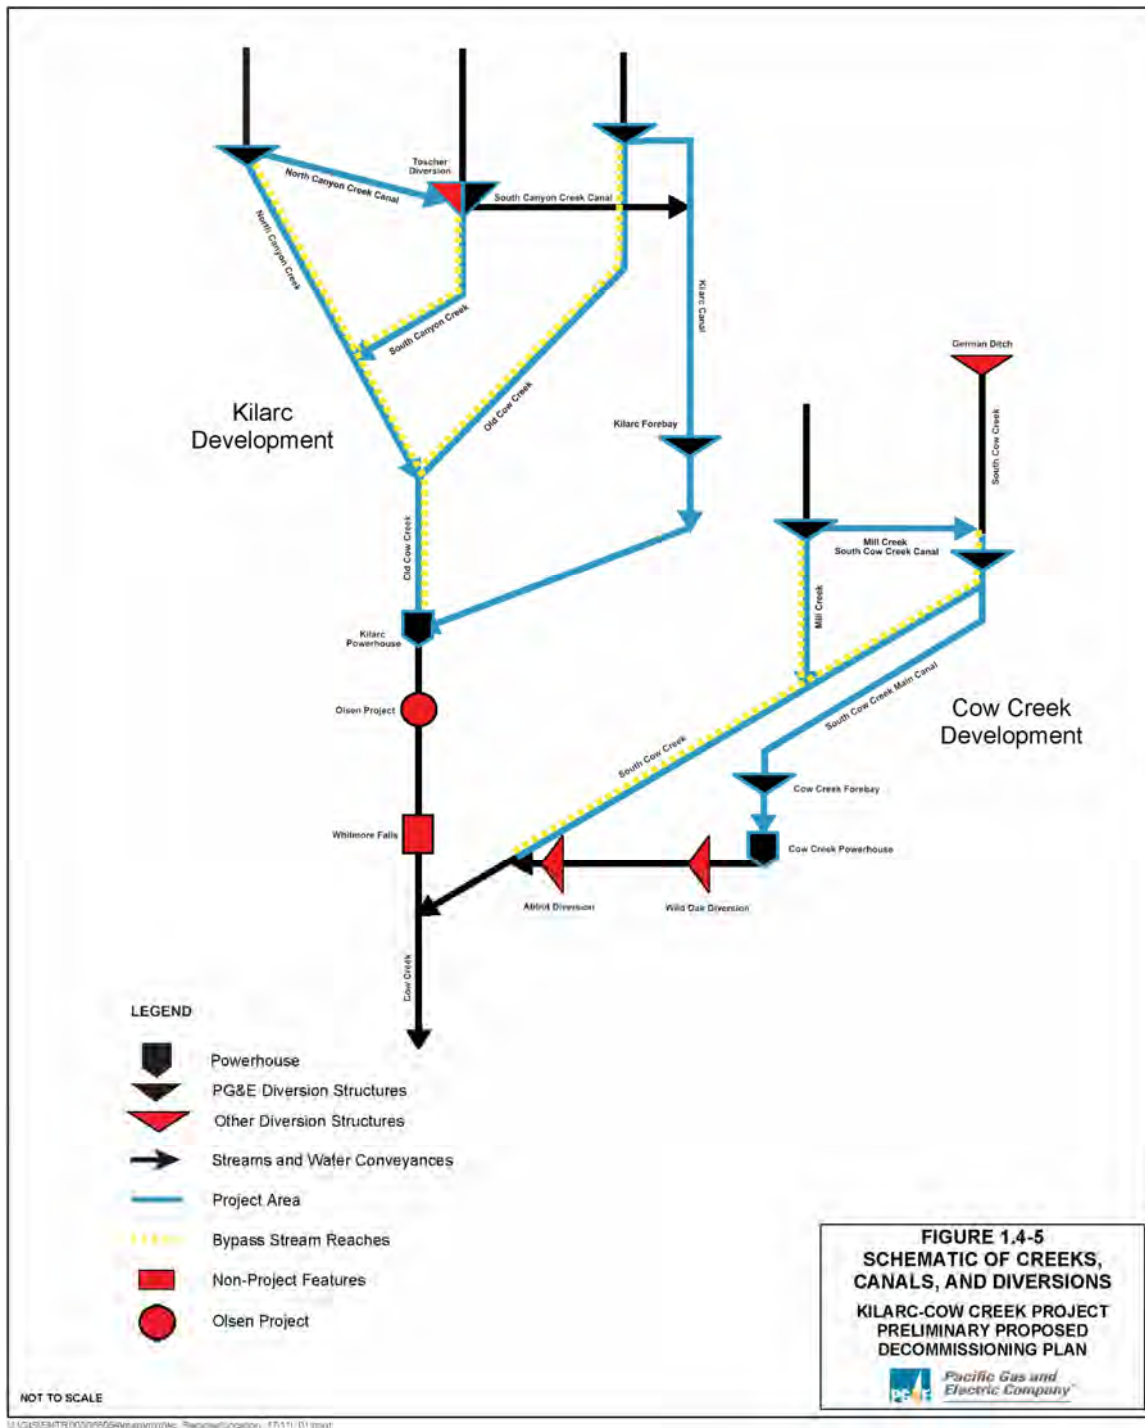 Toscher
Diversion
North Canyon Creek Canal
South Canyon Creek Canal
North Canyon Creek
South Canyon Creek
Kilarc Canal
Old Cow Creek
Kilarc
Development
Kilarc Forebay
German Ditch
South Cow Creek
Mill Creek
South Cow Creek Canal
Old Cow Creek
Mill Creek
Kilarc
Powerhouse
South Cow Creek Main Canal
Cow Creek
Development
Olsen Project
South Cow Creek
Cow Creek Forebay
Whitmore Falls
Cow Creek Powerhouse
Abbot Diversion
Wild Oak Diversion
Cow Creek
LEGEND
Powerhouse
PG&E Diversion Structures
Other Diversion Structures
Streams and Water Conveyances
Project Area
Bypass Stream Reaches
Non-Project Features
Olsen Project
FIGURE 1.4-5
SCHEMATIC OF CREEKS,
CANALS, AND DIVERSIONS
KILARC-COW CREEK PROJECT
PRELIMINARY PROPOSED
DECOMMISSIONING PLAN
PG&E
Pacific Gas and
Electric Company
NOT TO SCALE